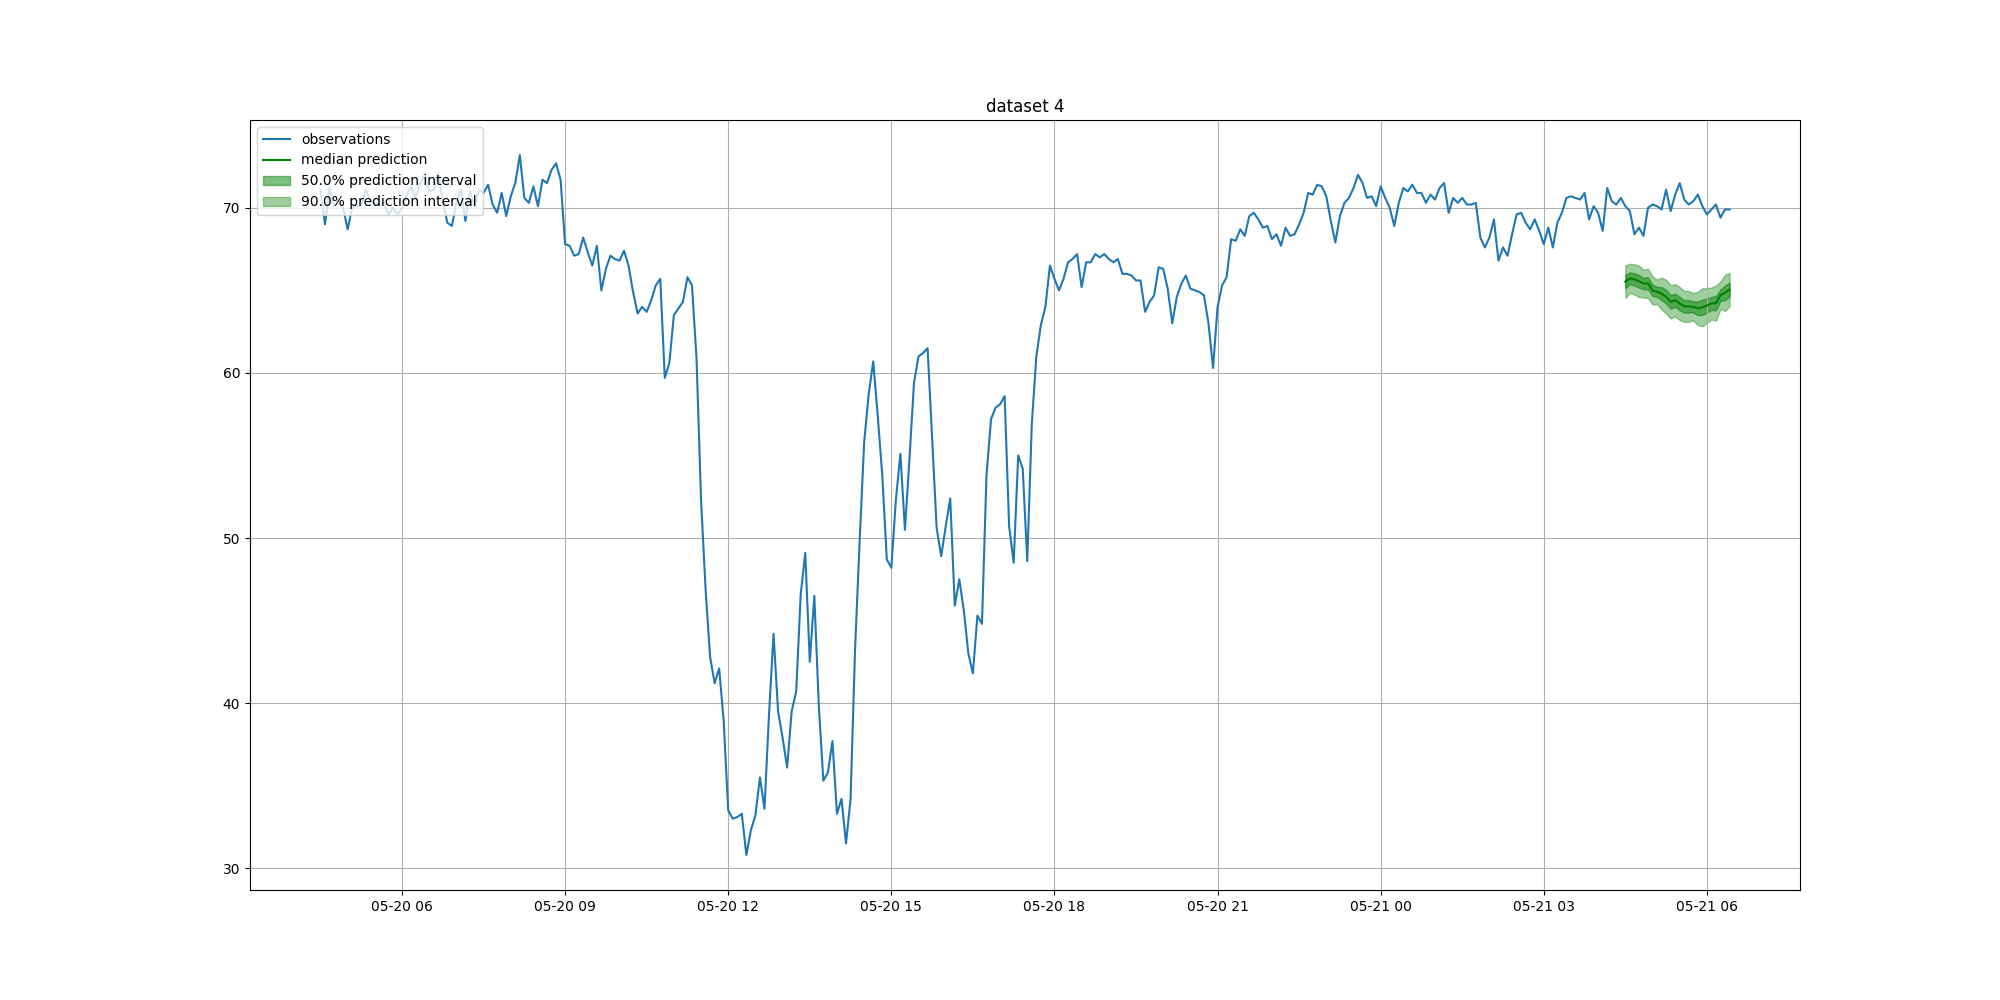 dataset 4
observations
median prediction
50.0% prediction interval
90.0% prediction interval
70
60
50
40
30
05-20 06
05-20 09
05-20 12
05-20 15
05-20 18
05-20 21
05-21 00
05-21 03
05-21 06